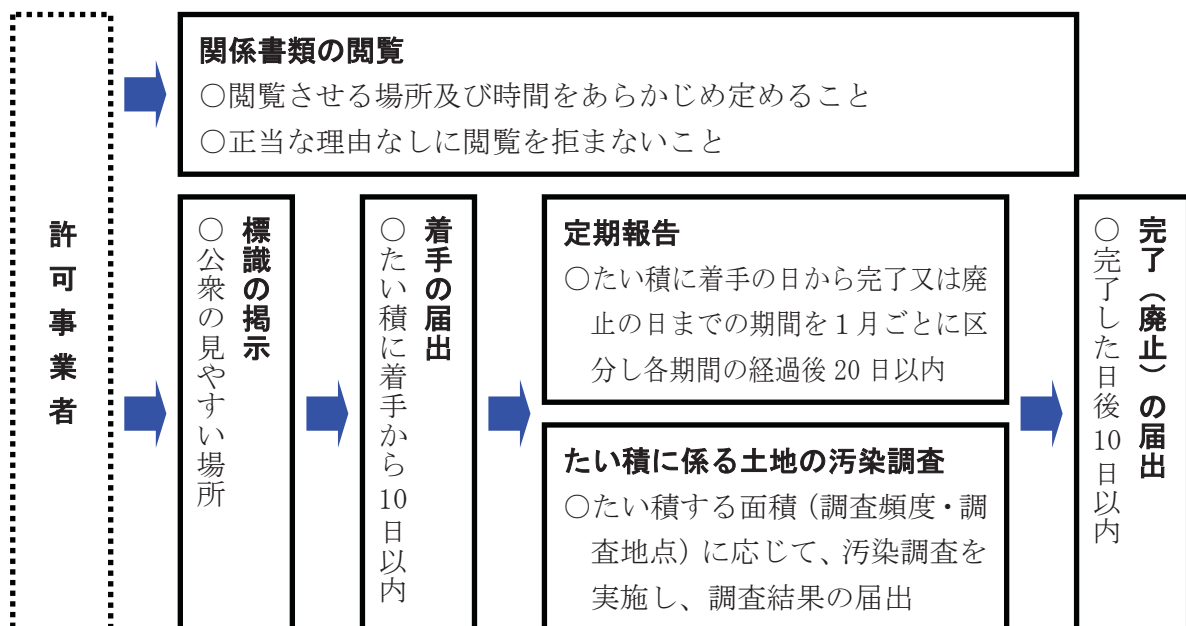 許可事業者
関係書類の閲覧
○閲覧させる場所及び時間をあらかじめ定めること
○正当な理由なしに閲覧を拒まないこと
標識の掲示
○公衆の見やすい場所
着手の届出
○たい積に着手から10日以内
定期報告
○たい積に着手の日から完了又は廃
止の日までの期間を1月ごとに区
分し各期間の経過後20日以内
たい積に係る土地の汚染調査
○たい積する面積（調査頻度・調
査地点）に応じて、汚染調査を
実施し、調査結果の届出
完了（廃止）の届出
○完了した日後10日以内